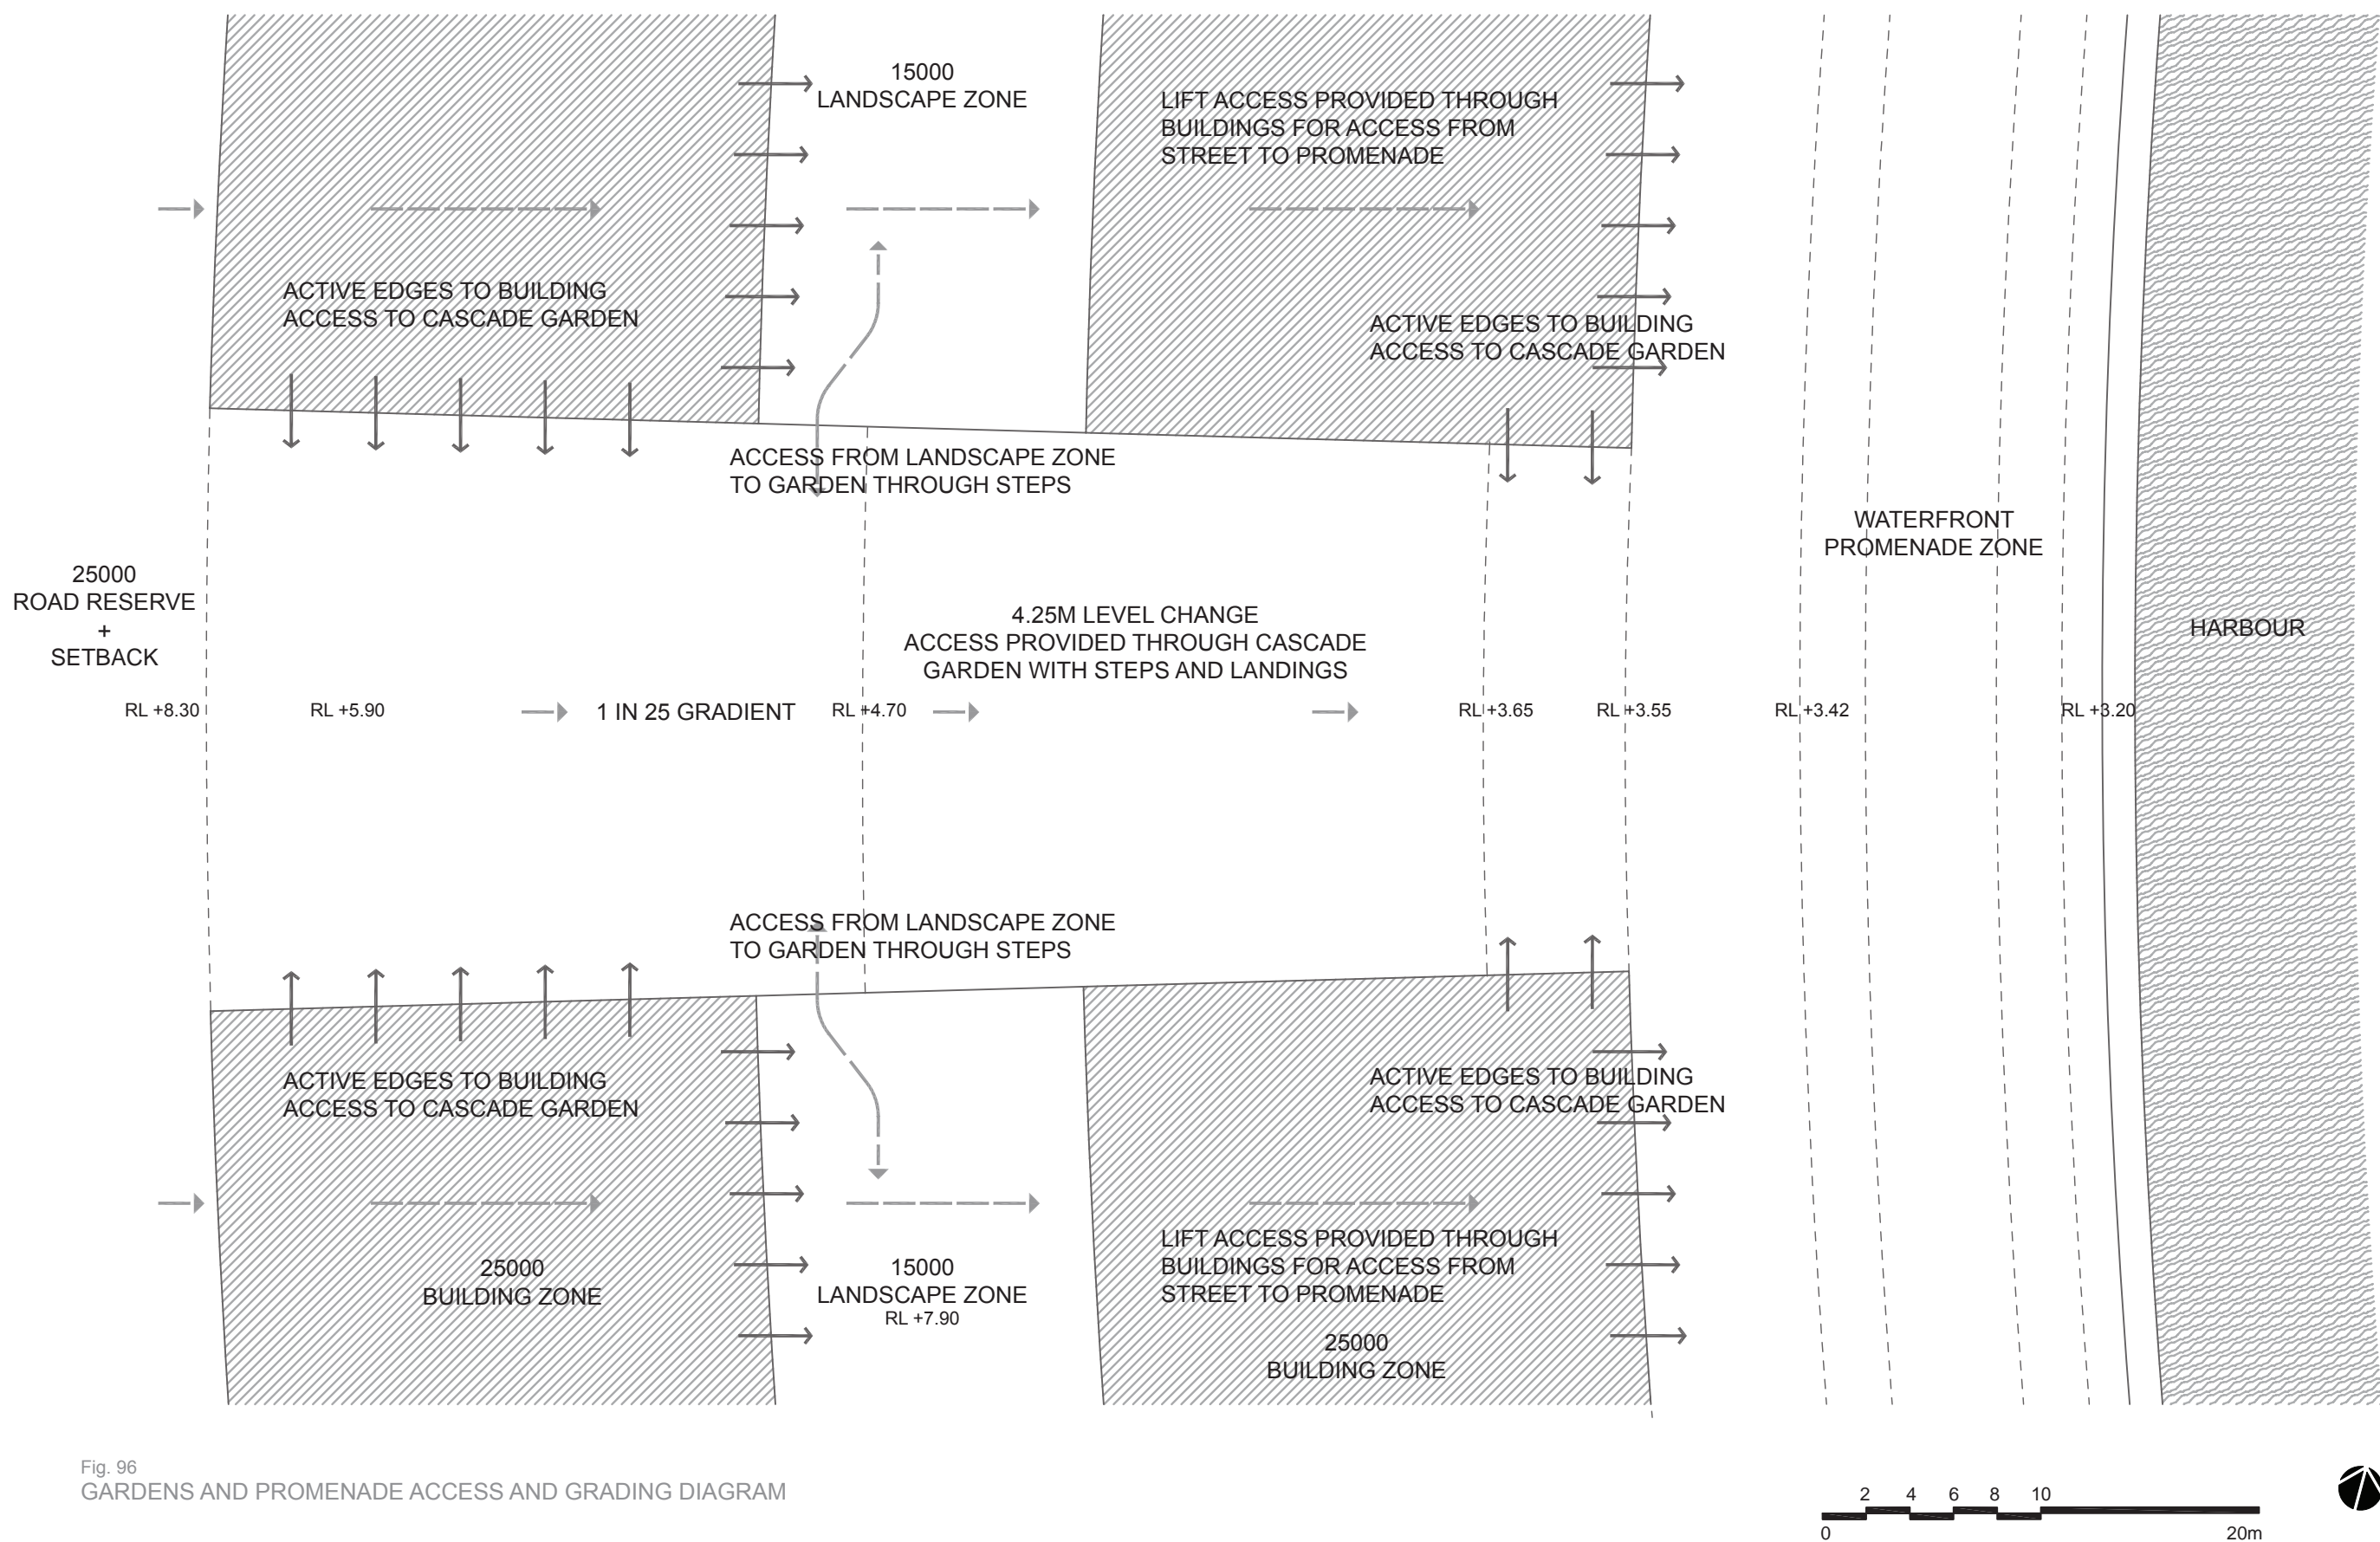 15000
LANDSCAPE ZONE
LIFT ACCESS PROVIDED THROUGH
BUILDINGS FOR ACCESS FROM
STREET TO PROMENADE
ACTIVE EDGES TO BUILDING
ACCESS TO CASCADE GARDEN
ACTIVE EDGES TO BUILDING
ACCESS TO CASCADE GARDEN
ACCESS FROM LANDSCAPE ZONE
TO GARDEN THROUGH STEPS
WATERFRONT
PROMENADE ZONE
25000
ROAD RESERVE
+
SETBACK
4.25M LEVEL CHANGE
ACCESS PROVIDED THROUGH CASCADE
GARDEN WITH STEPS AND LANDINGS
HARBOUR
RL +8.30
RL +5.90
1 IN 25 GRADIENT
RL +4.70
RL +3.65
RL +3.55
RL +3.42
RL +3.20
ACCESS FROM LANDSCAPE ZONE
TO GARDEN THROUGH STEPS
ACTIVE EDGES TO BUILDING
ACCESS TO CASCADE GARDEN
ACTIVE EDGES TO BUILDING
ACCESS TO CASCADE GARDEN
25000
BUILDING ZONE
15000
LANDSCAPE ZONE
RL +7.90
LIFT ACCESS PROVIDED THROUGH
BUILDINGS FOR ACCESS FROM
STREET TO PROMENADE
25000
BUILDING ZONE
Fig. 96
GARDENS AND PROMENADE ACCESS AND GRADING DIAGRAM
2 4 6 8 10
0 20m